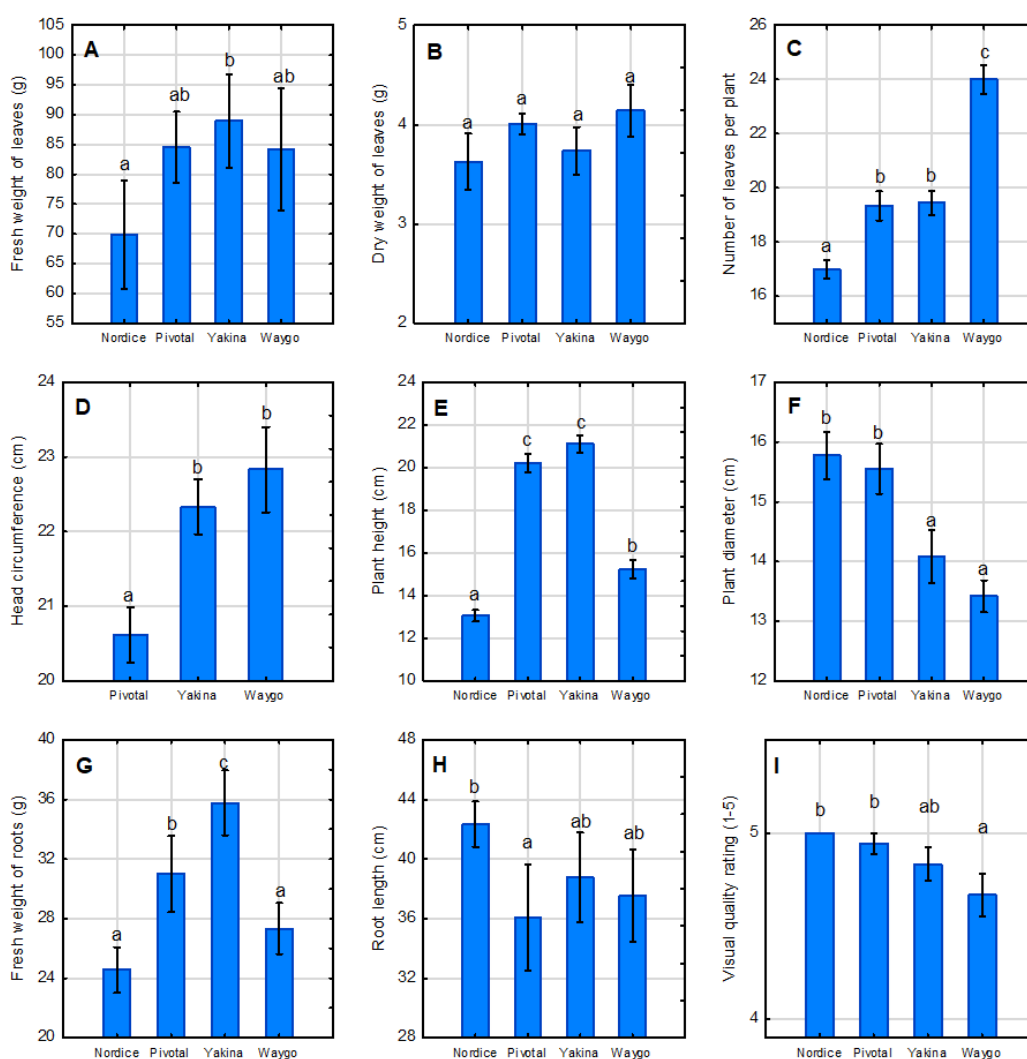 A
Fresh weight of leaves (g)
105
100
95
90
85
80
75
70
65
60
55
a
ab
b
ab
Nordice Pivotal Yakina Waygo
B
Dry weight of leaves (g)
5
4
3
2
a
a
a
a
Nordice Pivotal Yakina Waygo
C
Number of leaves per plant
26
24
22
20
18
16
a
b
b
c
Nordice Pivotal Yakina Waygo
D
Head circumference (cm)
24
23
22
21
20
a
b
b
Pivotal Yakina Waygo
E
Plant height (cm)
24
22
20
18
16
14
12
10
a
c
c
b
Nordice Pivotal Yakina Waygo
F
Plant diameter (cm)
17
16
15
14
13
12
b
b
a
a
Nordice Pivotal Yakina Waygo
G
Fresh weight of roots (g)
40
36
32
28
24
20
a
b
c
a
Nordice Pivotal Yakina Waygo
H
Root length (cm)
48
44
40
36
32
28
b
a
ab
ab
Nordice Pivotal Yakina Waygo
I
Visual quality rating (1-5)
5
4
b
b
ab
a
Nordice Pivotal Yakina Waygo